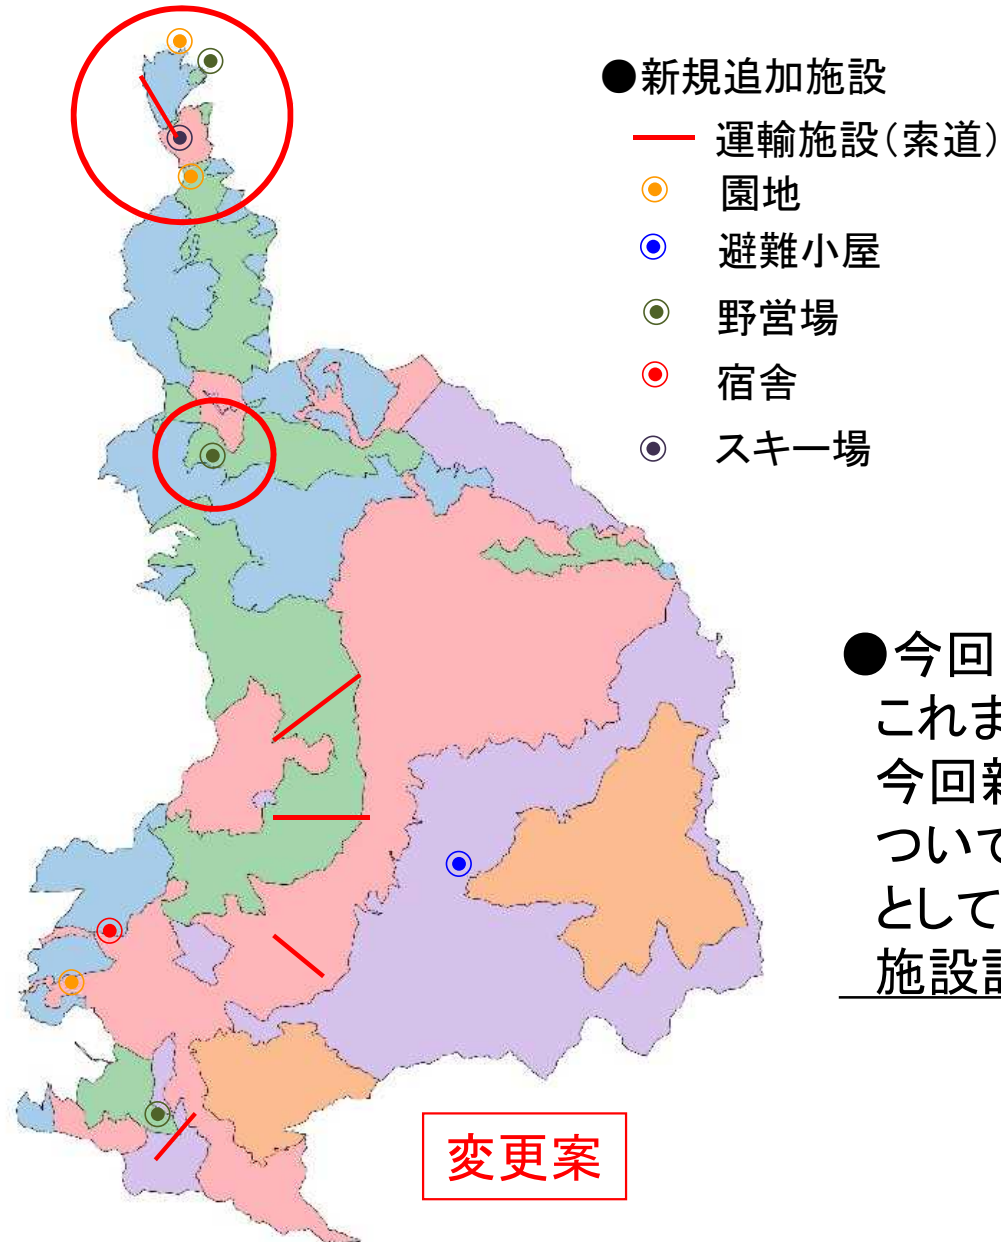 ●新規追加施設
運輸施設(索道)
園地
避難小屋
野営場
宿舎
スキー場
●今回
これま
今回新
ついて
として
施設計
変更案